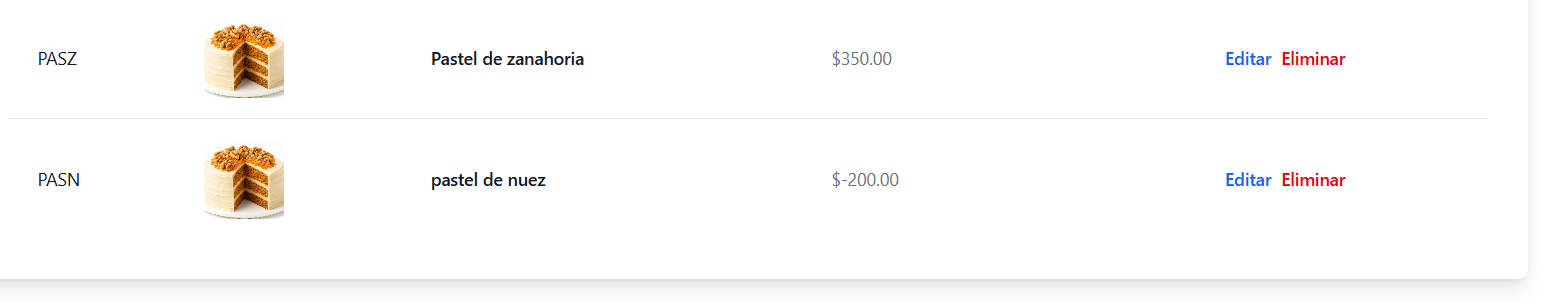 PASZ Pastel de zanahoria $350.00 Editar Eliminar
PASN pastel de nuez $-200.00 Editar Eliminar